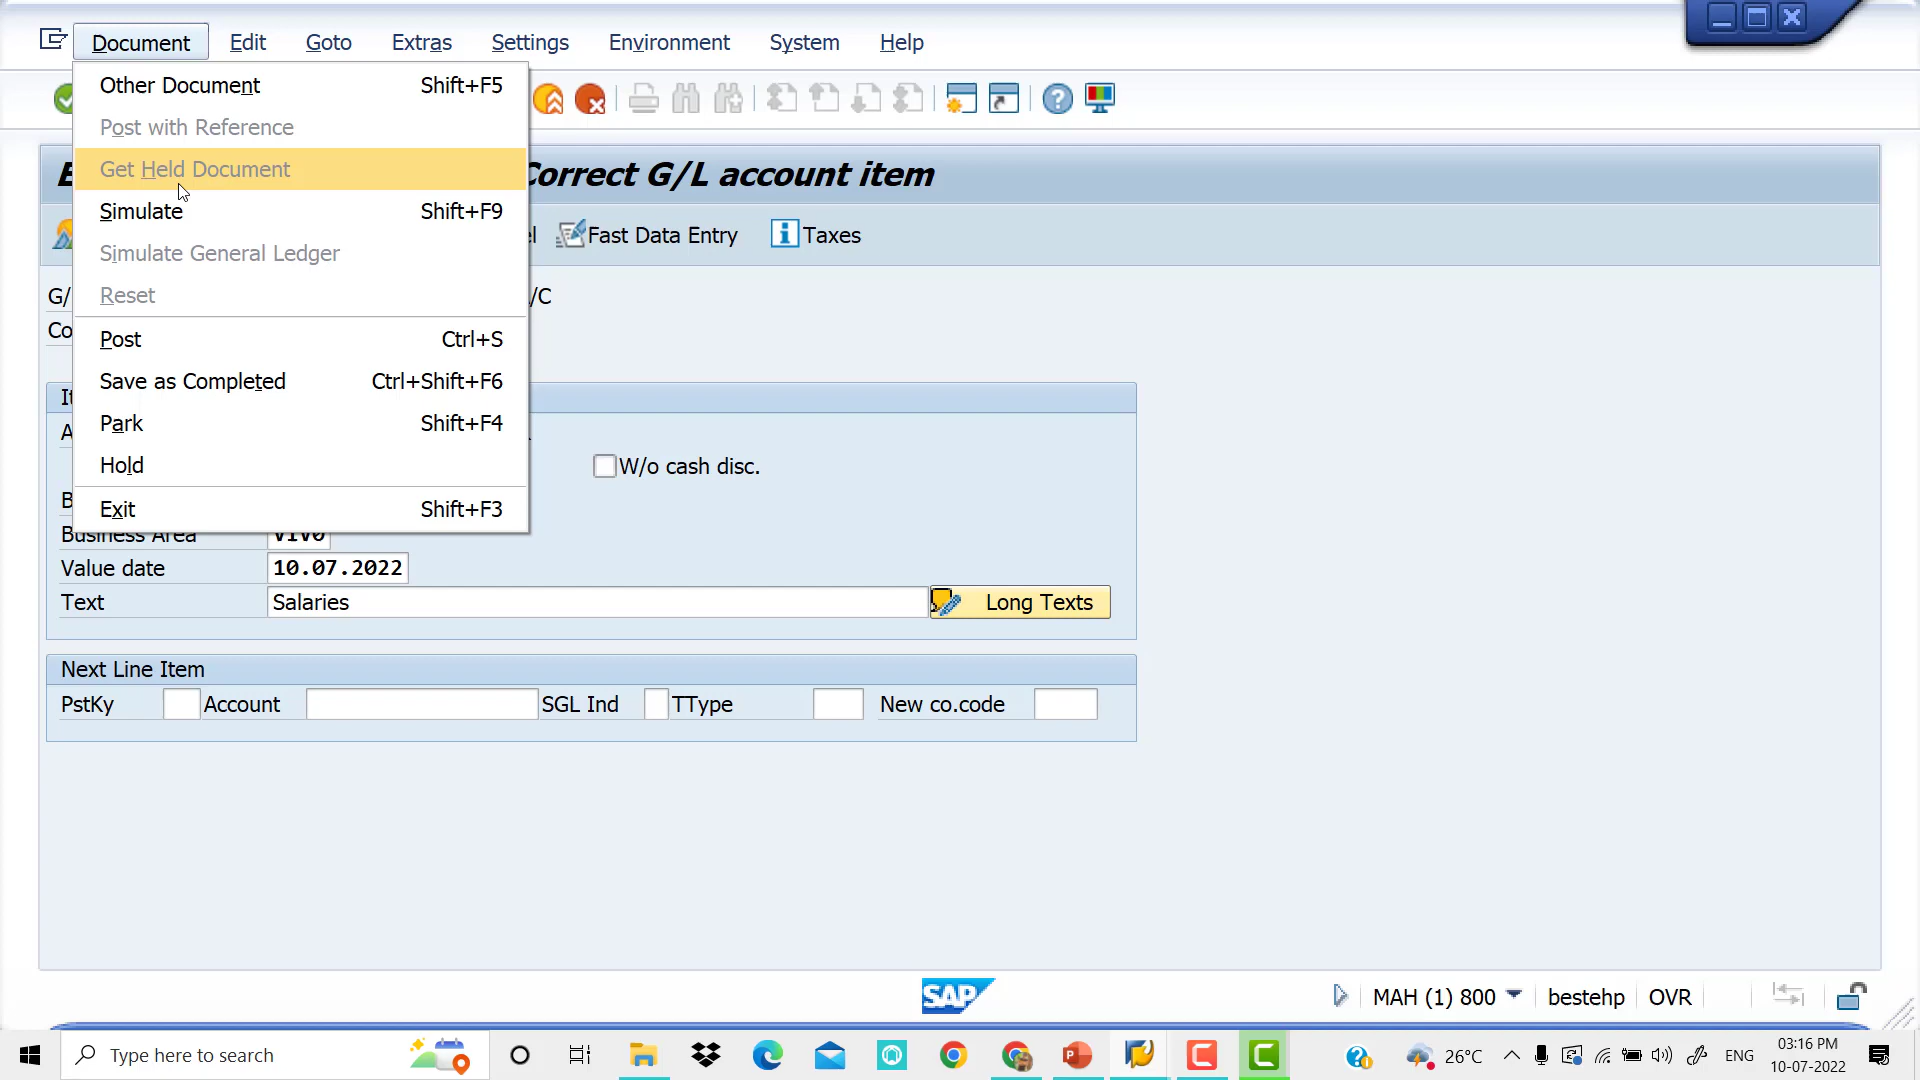 Document Edit Goto Extras Settings Environment System Help
Other Document Shift+F5
Post with Reference
Get Held Document
Correct G/L account item
Simulate Shift+F9
Fast Data Entry Taxes
Simulate General Ledger
Reset
Post Ctrl+S
Save as Completed Ctrl+Shift+F6
Park Shift+F4
Hold
W/o cash disc.
Exit Shift+F3
Business Area VIVO
Value date 10.07.2022
Text Salaries Long Texts
Next Line Item
PstKy Account SGL Ind TType New co.code
SAP MAH (1) 800 bestehp OVR
Type here to search 26°C ENG 03:16 PM
10-07-2022